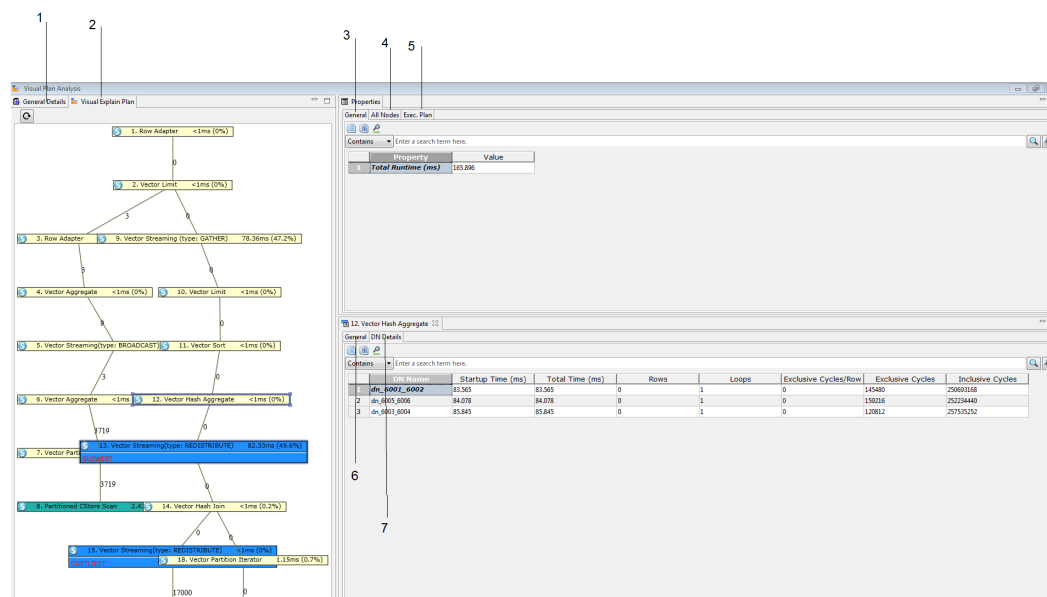 1
2
3
4
5
Visual Plan Analysis
General Details Visual Explain Plan
1. Row Adapter <1ms (0%)
0
2. Vector Limit <1ms (0%)
3 0
3. Row Adapter 9. Vector Streaming (type: GATHER) 78.36ms (47.2%)
3 0
4. Vector Aggregate <1ms (0%) 10. Vector Limit <1ms (0%)
9 0
5. Vector Streaming(type: BROADCAST) 11. Vector Sort <1ms (0%)
3 0
6. Vector Aggregate <1ms 12. Vector Hash Aggregate <1ms (0%)
3719 0
13. Vector Streaming(type: REDISTRIBUTE) 82.33ms (49.6%)
SLOWEST
7. Vector Parti
3719 0
8. Partitioned CStore Scan 2.4 14. Vector Hash Join <1ms (0.2%)
0 0
15. Vector Streaming(type: REDISTRIBUTE) <1ms (0%)
COSTLIEST
18. Vector Partition Iterator 1.15ms (0.7%)
17000 0
Properties
General All Nodes Exec. Plan
Contains Enter a search term here.
Property Value
1 Total Runtime (ms) 165.896
12. Vector Hash Aggregate
General DN Details
Contains Enter a search term here.
DN Name Startup Time (ms) Total Time (ms) Rows Loops Exclusive Cycles/Row Exclusive Cycles Inclusive Cycles
1 dn_6001_6002 83.565 83.565 0 1 0 145480 250693168
2 dn_6005_6006 84.078 84.078 0 1 0 159216 252234440
3 dn_6003_6004 85.845 85.845 0 1 0 120812 257535252
6
7